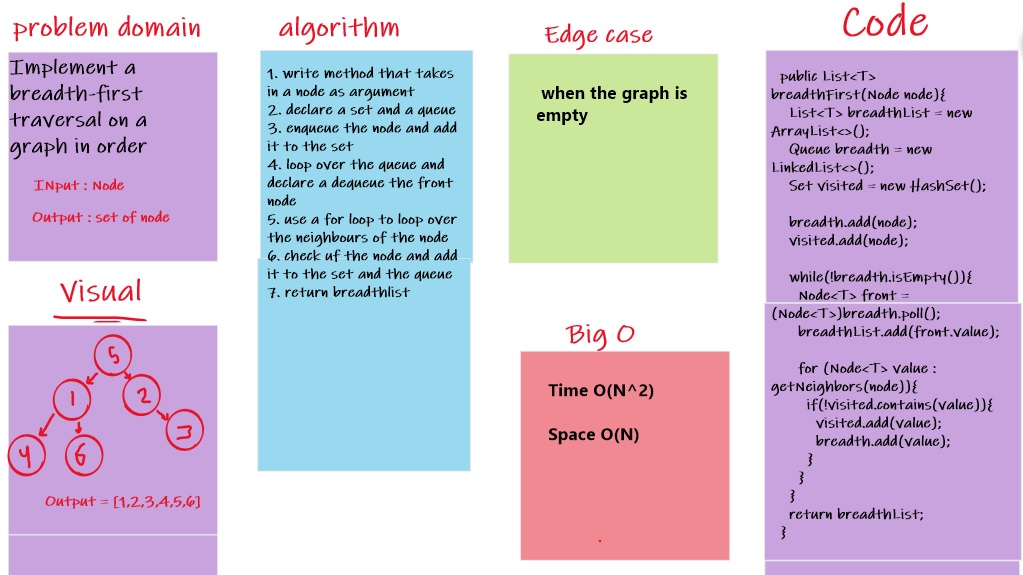 problem domain
Implement a
breadth-first
traversal on a
graph in order
INput : Node
Output : set of node
Visual
5
1
2
3
4
6
Output = [1,2,3,4,5,6]
algorithm
1. write method that takes
in a node as argument
2. declare a set and a queue
3. enqueue the node and add
it to the set
4. loop over the queue and
declare a dequeue the front
node
5. use a for loop to loop over
the neighbours of the node
6. check uf the node and add
it to the set and the queue
7. return breadthlist
Edge case
when the graph is
empty
Big O
Time O(N^2)
Space O(N)
Code
public List<T>
breadthFirst(Node node){
List<T> breadthList = new
ArrayList<>();
Queue breadth = new
LinkedList<>();
Set visited = new HashSet();
breadth.add(node);
visited.add(node);
while(!breadth.isEmpty()){
Node<T> front =
(Node<T>)breadth.poll();
breadthList.add(front.value);
for (Node<T> value :
getNeighbors(node)){
if(!visited.contains(value)){
visited.add(value);
breadth.add(value);
}
}
}
return breadthList;
}